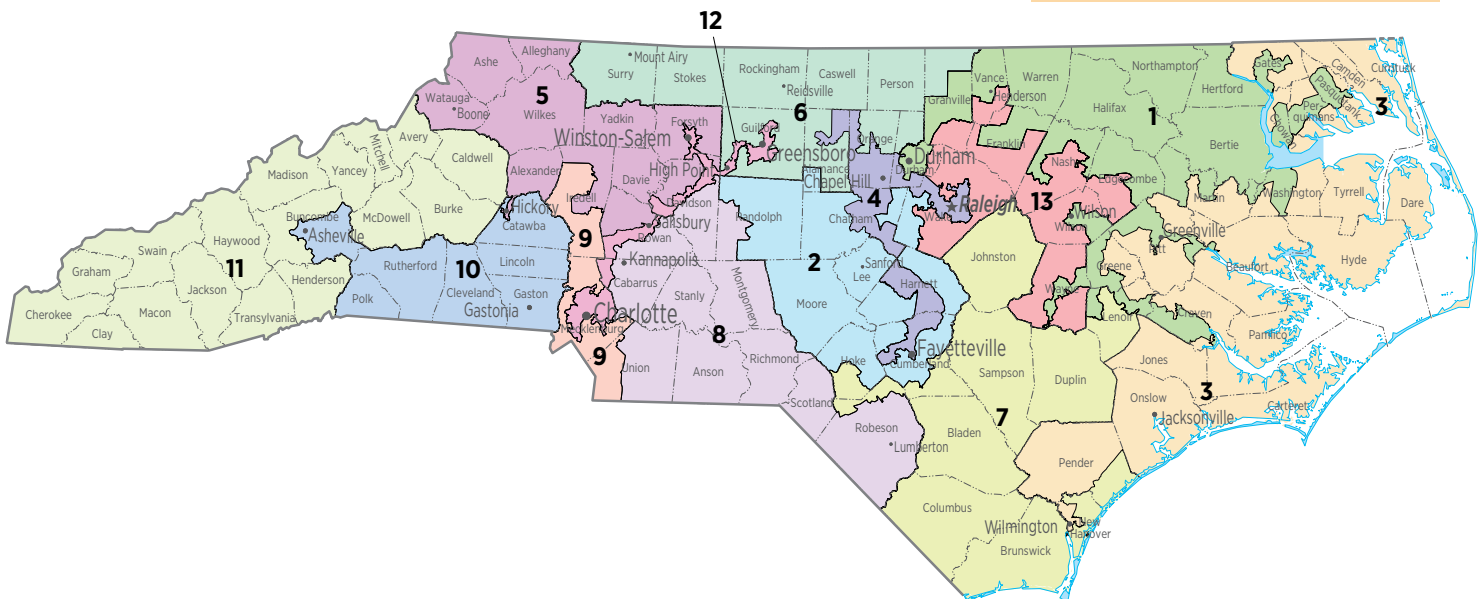 12
Alleghany
Ashe
Mount Airy
Surry
Stokes
Rockingham
Caswell
Person
Reidsville
Vance
Warren
Northampton
Gates
Camden
Currituck
Pasquotank
Hertford
Granville
Henderson
Halifax
Per-
quimans
3
Chowan
Watauga
5
Boone
Wilkes
Yadkin
Forsyth
6
Guilford
Orange
1
Franklin
Bertie
Avery
Mitchell
Winston-Salem
Greensboro
Durham
Nash
Caldwell
Madison
Yancey
Alexander
High Point
Davie
Alamance
Durham
Chapel Hill
Edgecombe
Martin
Washington
Tyrrell
Dare
Iredell
Davidson
4
Wake
Raleigh
13
Wilson
Wilson
Buncombe
McDowell
Burke
Hickory
Catawba
Randolph
Chatham
Salisbury
Rowan
Greenville
Pitt
Asheville
Haywood
Swain
9
Kannapolis
2
Johnston
Greene
Beaufort
Hyde
Graham
11
Rutherford
10
Lincoln
Sanford
Lee
Henderson
Cabarrus
Stanly
Montgomery
Moore
Harnett
Wayne
Jackson
Polk
Cleveland
Gaston
Gastonia
Charlotte
Mecklenburg
Cherokee
Macon
Transylvania
Clay
8
Lenoir
Craven
Pamlico
9
Union
Anson
Richmond
Hoke
Fayetteville
Cumberland
Sampson
Duplin
Jones
3
Onslow
Carteret
Jacksonville
Scotland
7
Robeson
Bladen
Lumberton
Pender
Columbus
Wilmington
New
Hanover
Brunswick